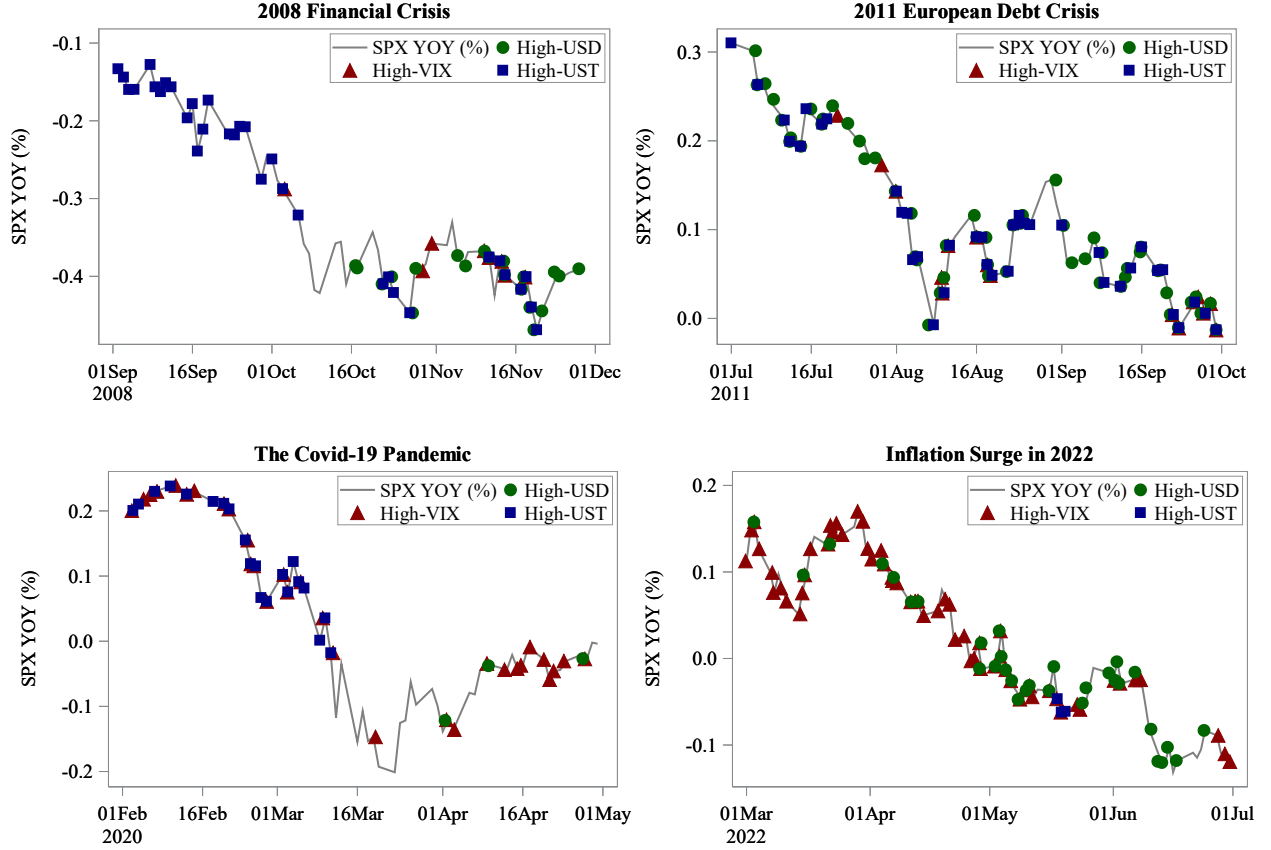 2008 Financial Crisis
SPX YOY (%)
-0.1
-0.2
-0.3
-0.4
SPX YOY (%) High-USD
High-VIX High-UST
01Sep 16Sep 01Oct 16Oct 01Nov 16Nov 01Dec
2008
2011 European Debt Crisis
SPX YOY (%)
0.3
0.2
0.1
0.0
SPX YOY (%) High-USD
High-VIX High-UST
01Jul 16Jul 01Aug 16Aug 01Sep 16Sep 01Oct
2011
The Covid-19 Pandemic
SPX YOY (%)
0.2
0.1
0.0
-0.1
-0.2
SPX YOY (%) High-USD
High-VIX High-UST
01Feb 16Feb 01Mar 16Mar 01Apr 16Apr 01May
2020
Inflation Surge in 2022
SPX YOY (%)
0.2
0.1
0.0
-0.1
SPX YOY (%) High-USD
High-VIX High-UST
01Mar 01Apr 01May 01Jun 01Jul
2022